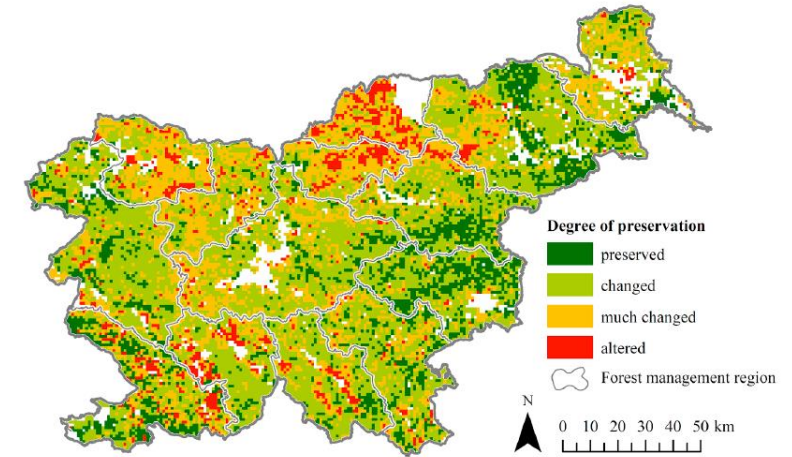 Degree of preservation
preserved
changed
much changed
altered
Forest management region
N
0 10 20 30 40 50 km